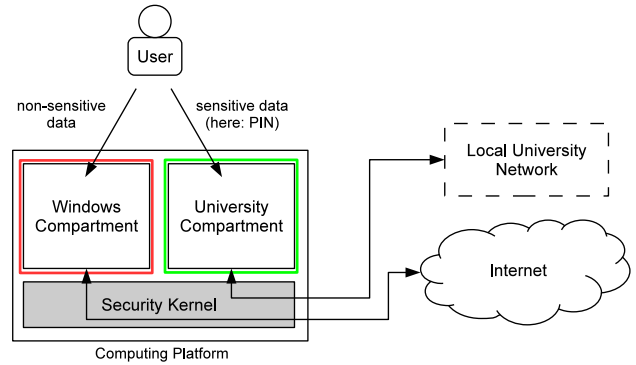 User
non-sensitive
data
sensitive data
(here: PIN)
Windows
Compartment
University
Compartment
Local University
Network
Internet
Security Kernel
Computing Platform